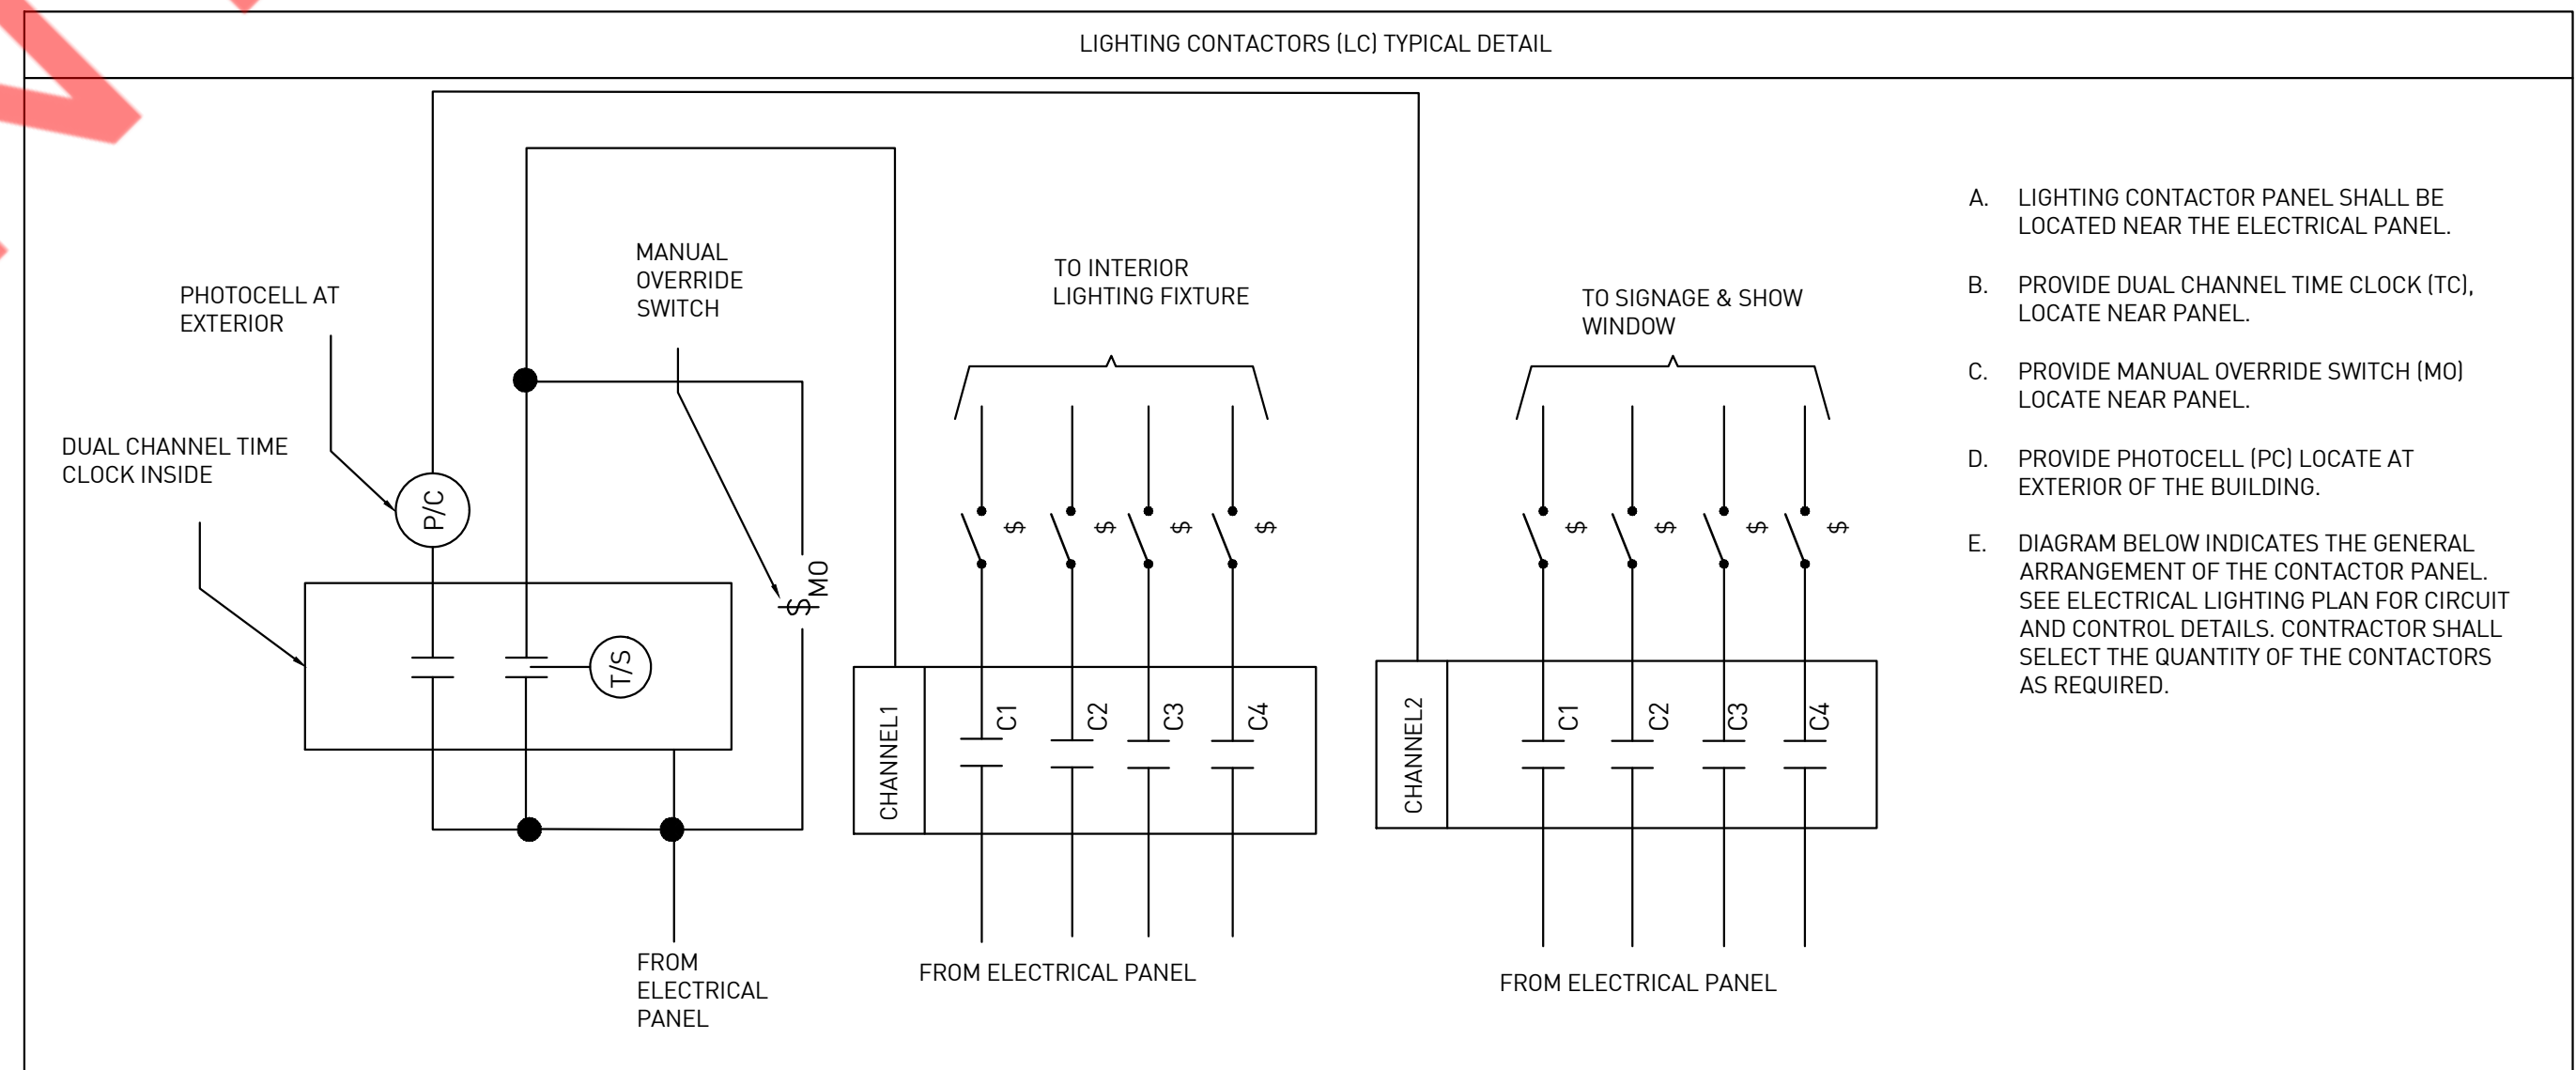 LIGHTING CONTACTORS (LC) TYPICAL DETAIL
PHOTOCELL AT
EXTERIOR
DUAL CHANNEL TIME
CLOCK INSIDE
MANUAL
OVERRIDE
SWITCH
P/C
T/S
$
MO
FROM
ELECTRICAL
PANEL
TO INTERIOR
LIGHTING FIXTURE
$ $ $ $
CHANNEL1
C1 C2 C3 C4
FROM ELECTRICAL PANEL
TO SIGNAGE & SHOW
WINDOW
$ $ $ $
CHANNEL2
C1 C2 C3 C4
FROM ELECTRICAL PANEL
A. LIGHTING CONTACTOR PANEL SHALL BE
LOCATED NEAR THE ELECTRICAL PANEL.
B. PROVIDE DUAL CHANNEL TIME CLOCK (TC),
LOCATE NEAR PANEL.
C. PROVIDE MANUAL OVERRIDE SWITCH (MO)
LOCATE NEAR PANEL.
D. PROVIDE PHOTOCELL (PC) LOCATE AT
EXTERIOR OF THE BUILDING.
E. DIAGRAM BELOW INDICATES THE GENERAL
ARRANGEMENT OF THE CONTACTOR PANEL.
SEE ELECTRICAL LIGHTING PLAN FOR CIRCUIT
AND CONTROL DETAILS. CONTRACTOR SHALL
SELECT THE QUANTITY OF THE CONTACTORS
AS REQUIRED.